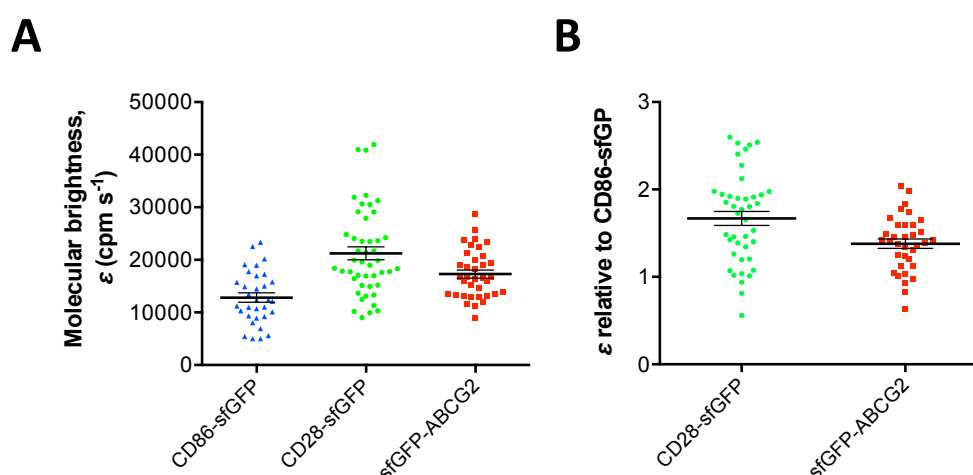 A
B
Molecular brightness,
ε (cpm s⁻¹)
50000
40000
30000
20000
10000
0
CD86-sfGFP
CD28-sfGFP
sfGFP-ABCG2
ε relative to CD86-sfGP
3
2
1
0
CD28-sfGFP
sfGFP-ABCG2